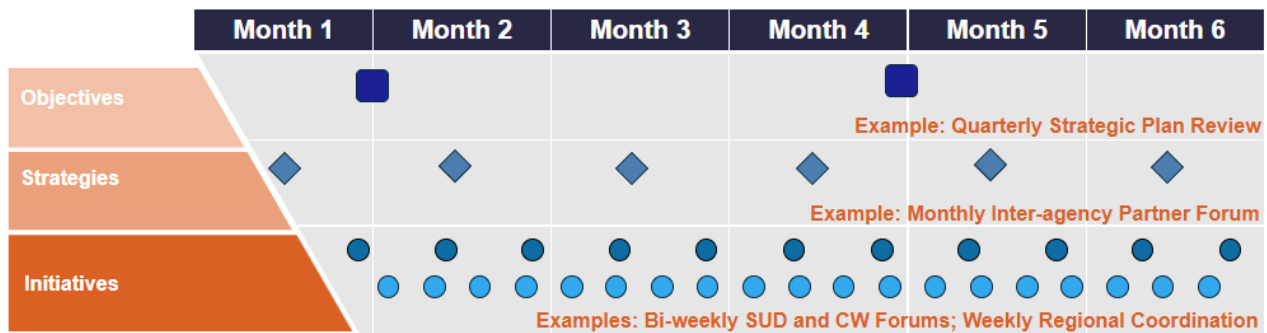 Month 1 Month 2 Month 3 Month 4 Month 5 Month 6
Objectives
Example: Quarterly Strategic Plan Review
Strategies
Example: Monthly Inter-agency Partner Forum
Initiatives
Examples: Bi-weekly SUD and CW Forums; Weekly Regional Coordination